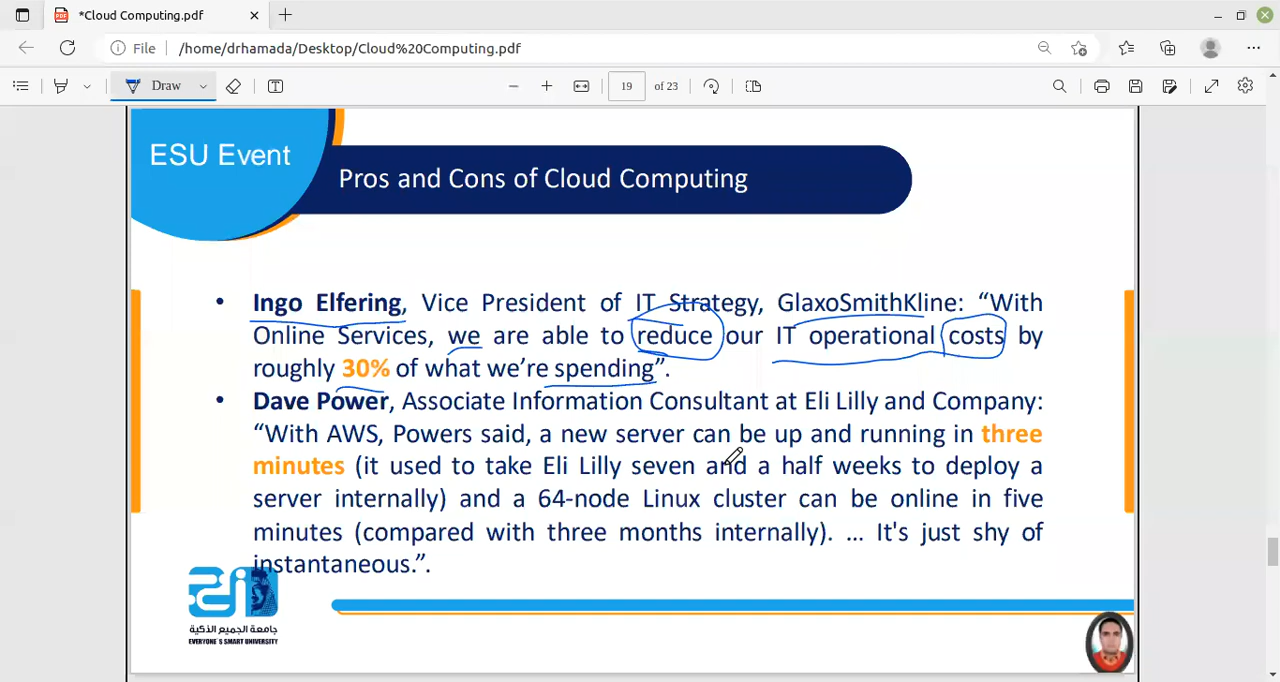 *Cloud Computing.pdf
File
/home/drhamada/Desktop/Cloud%20Computing.pdf
Draw
19
of 23
ESU Event
Pros and Cons of Cloud Computing
• Ingo Elfering, Vice President of IT Strategy, GlaxoSmithKline: “With
Online Services, we are able to reduce our IT operational costs by
roughly 30% of what we’re spending”.
• Dave Power, Associate Information Consultant at Eli Lilly and Company:
“With AWS, Powers said, a new server can be up and running in three
minutes (it used to take Eli Lilly seven and a half weeks to deploy a
server internally) and a 64-node Linux cluster can be online in five
minutes (compared with three months internally). … It's just shy of
instantaneous.”.
جامعة الجميع الذكية
EVERYONE`S SMART UNIVERSITY